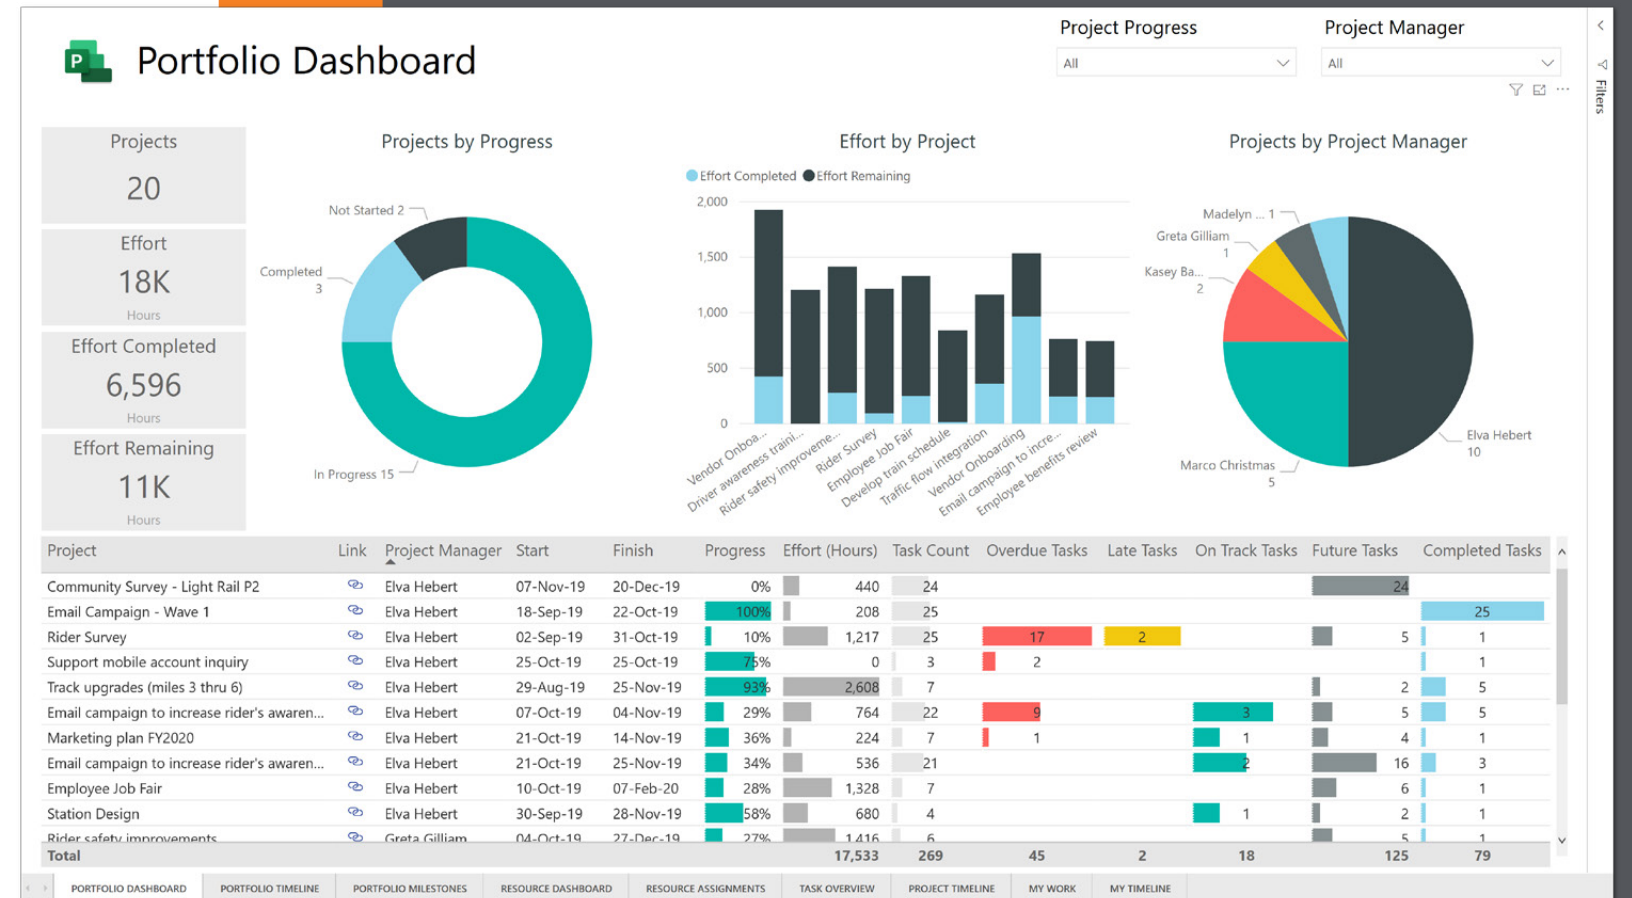 Project Progress
Project Manager
P
Portfolio Dashboard
All
All
Filters
Projects
20
Effort
18K
Hours
Effort Completed
6,596
Hours
Effort Remaining
11K
Hours
Projects by Progress
Not Started 2
Completed
3
In Progress 15
Effort by Project
Effort Completed
Effort Remaining
2,000
1,500
1,000
500
0
Vendor Onboa...
Driver awareness traini...
Rider safety improveme...
Rider Survey
Employee Job Fair
Develop train schedule
Traffic flow integration
Vendor Onboarding
Email campaign to incre...
Employee benefits review
Projects by Project Manager
Madelyn ... 1
Greta Gilliam
1
Kasey Ba...
2
Elva Hebert
10
Marco Christmas
5
Project Link Project Manager Start Finish Progress Effort (Hours) Task Count Overdue Tasks Late Tasks On Track Tasks Future Tasks Completed Tasks
Community Survey - Light Rail P2 Elva Hebert 07-Nov-19 20-Dec-19 0% 440 24 24
Email Campaign - Wave 1 Elva Hebert 18-Sep-19 22-Oct-19 100% 208 25 25
Rider Survey Elva Hebert 02-Sep-19 31-Oct-19 10% 1,217 25 17 2 5 1
Support mobile account inquiry Elva Hebert 25-Oct-19 25-Oct-19 75% 0 3 2 1
Track upgrades (miles 3 thru 6) Elva Hebert 29-Aug-19 25-Nov-19 93% 2,608 7 2 5
Email campaign to increase rider's awaren... Elva Hebert 07-Oct-19 04-Nov-19 29% 764 22 9 3 5 5
Marketing plan FY2020 Elva Hebert 21-Oct-19 14-Nov-19 36% 224 7 1 1 4 1
Email campaign to increase rider's awaren... Elva Hebert 21-Oct-19 25-Nov-19 34% 536 21 2 16 3
Employee Job Fair Elva Hebert 10-Oct-19 07-Feb-20 28% 1,328 7 6 1
Station Design Elva Hebert 30-Sep-19 28-Nov-19 58% 680 4 1 2 1
Rider safety improvements Greta Gilliam 04-Oct-19 27-Dec-19 27% 1,416 6 5 1
Total 17,533 269 45 2 18 125 79
PORTFOLIO DASHBOARD PORTFOLIO TIMELINE PORTFOLIO MILESTONES RESOURCE DASHBOARD RESOURCE ASSIGNMENTS TASK OVERVIEW PROJECT TIMELINE MY WORK MY TIMELINE